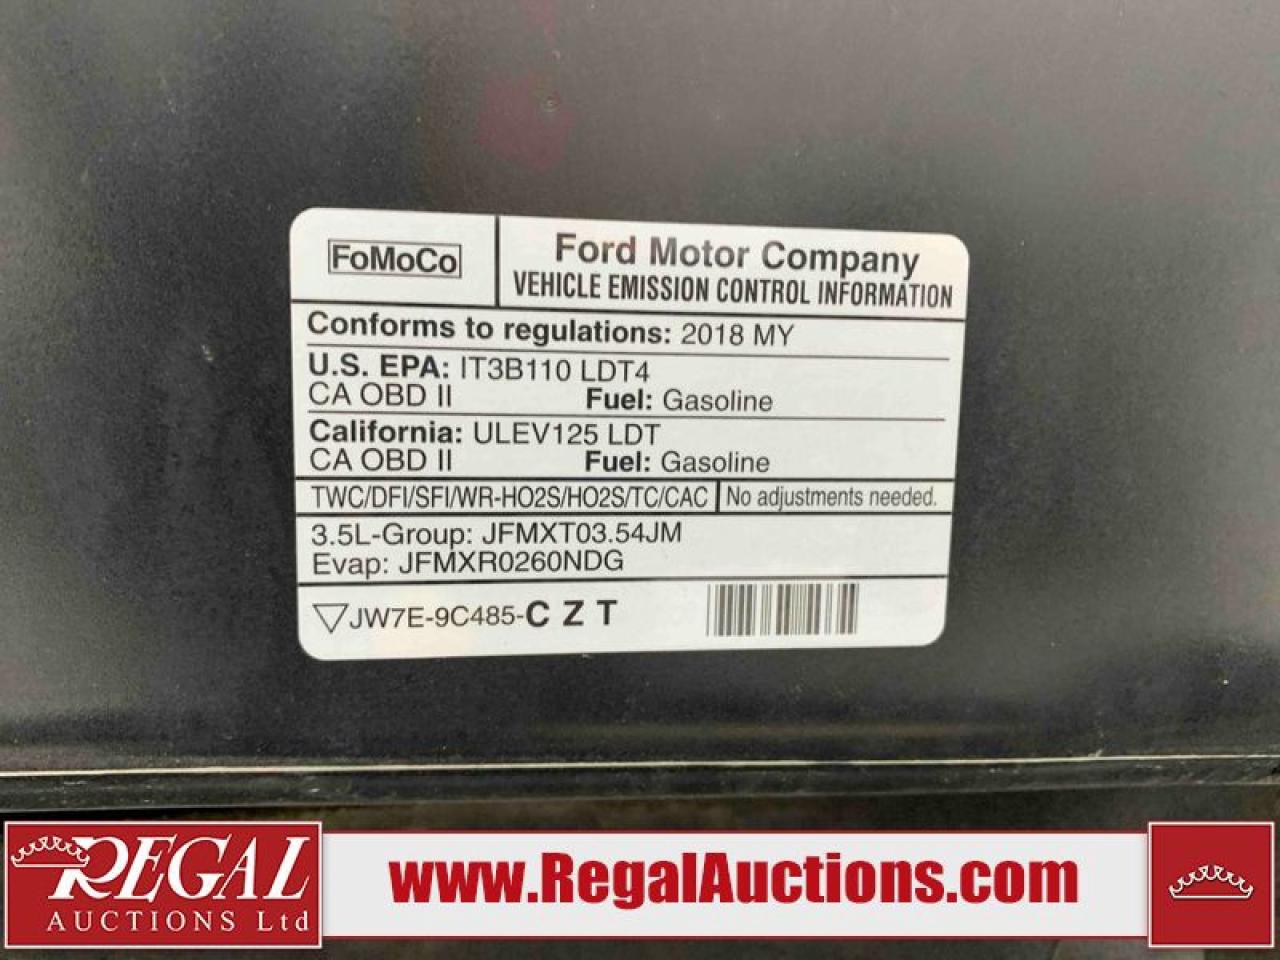 FoMoCo
Ford Motor Company
VEHICLE EMISSION CONTROL INFORMATION
Conforms to regulations: 2018 MY
U.S. EPA: IT3B110 LDT4
CA OBD II Fuel: Gasoline
California: ULEV125 LDT
CA OBD II Fuel: Gasoline
TWC/DFI/SFI/WR-HO2S/HO2S/TC/CAC No adjustments needed.
3.5L-Group: JFMXT03.54JM
Evap: JFMXR0260NDG
JW7E-9C485-C Z T
REGAL
AUCTIONS Ltd
www.RegalAuctions.com